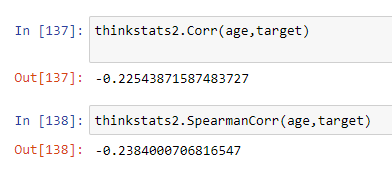 In [137]: thinkstats2.Corr(age,target)
Out[137]: -0.22543871587483727
In [138]: thinkstats2.SpearmanCorr(age,target)
Out[138]: -0.2384000706816547